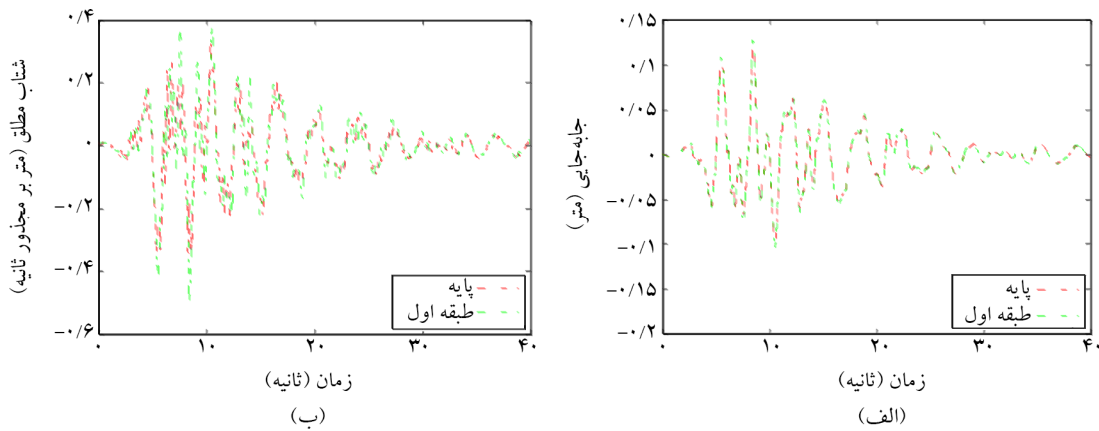 ۰/۱۵
۰/۱
۰/۰۵
۰
−۰/۰۵
−۰/۱
−۰/۱۵
−۰/۲
جابه‌جایی (متر)
پایه
طبقه اول
۰ ۱۰ ۲۰ ۳۰ ۴۰
زمان (ثانیه)
(الف)
۰/۴
۰/۲
۰
−۰/۲
−۰/۴
−۰/۶
شتاب مطلق (متر بر مجذور ثانیه)
پایه
طبقه اول
۰ ۱۰ ۲۰ ۳۰ ۴۰
زمان (ثانیه)
(ب)